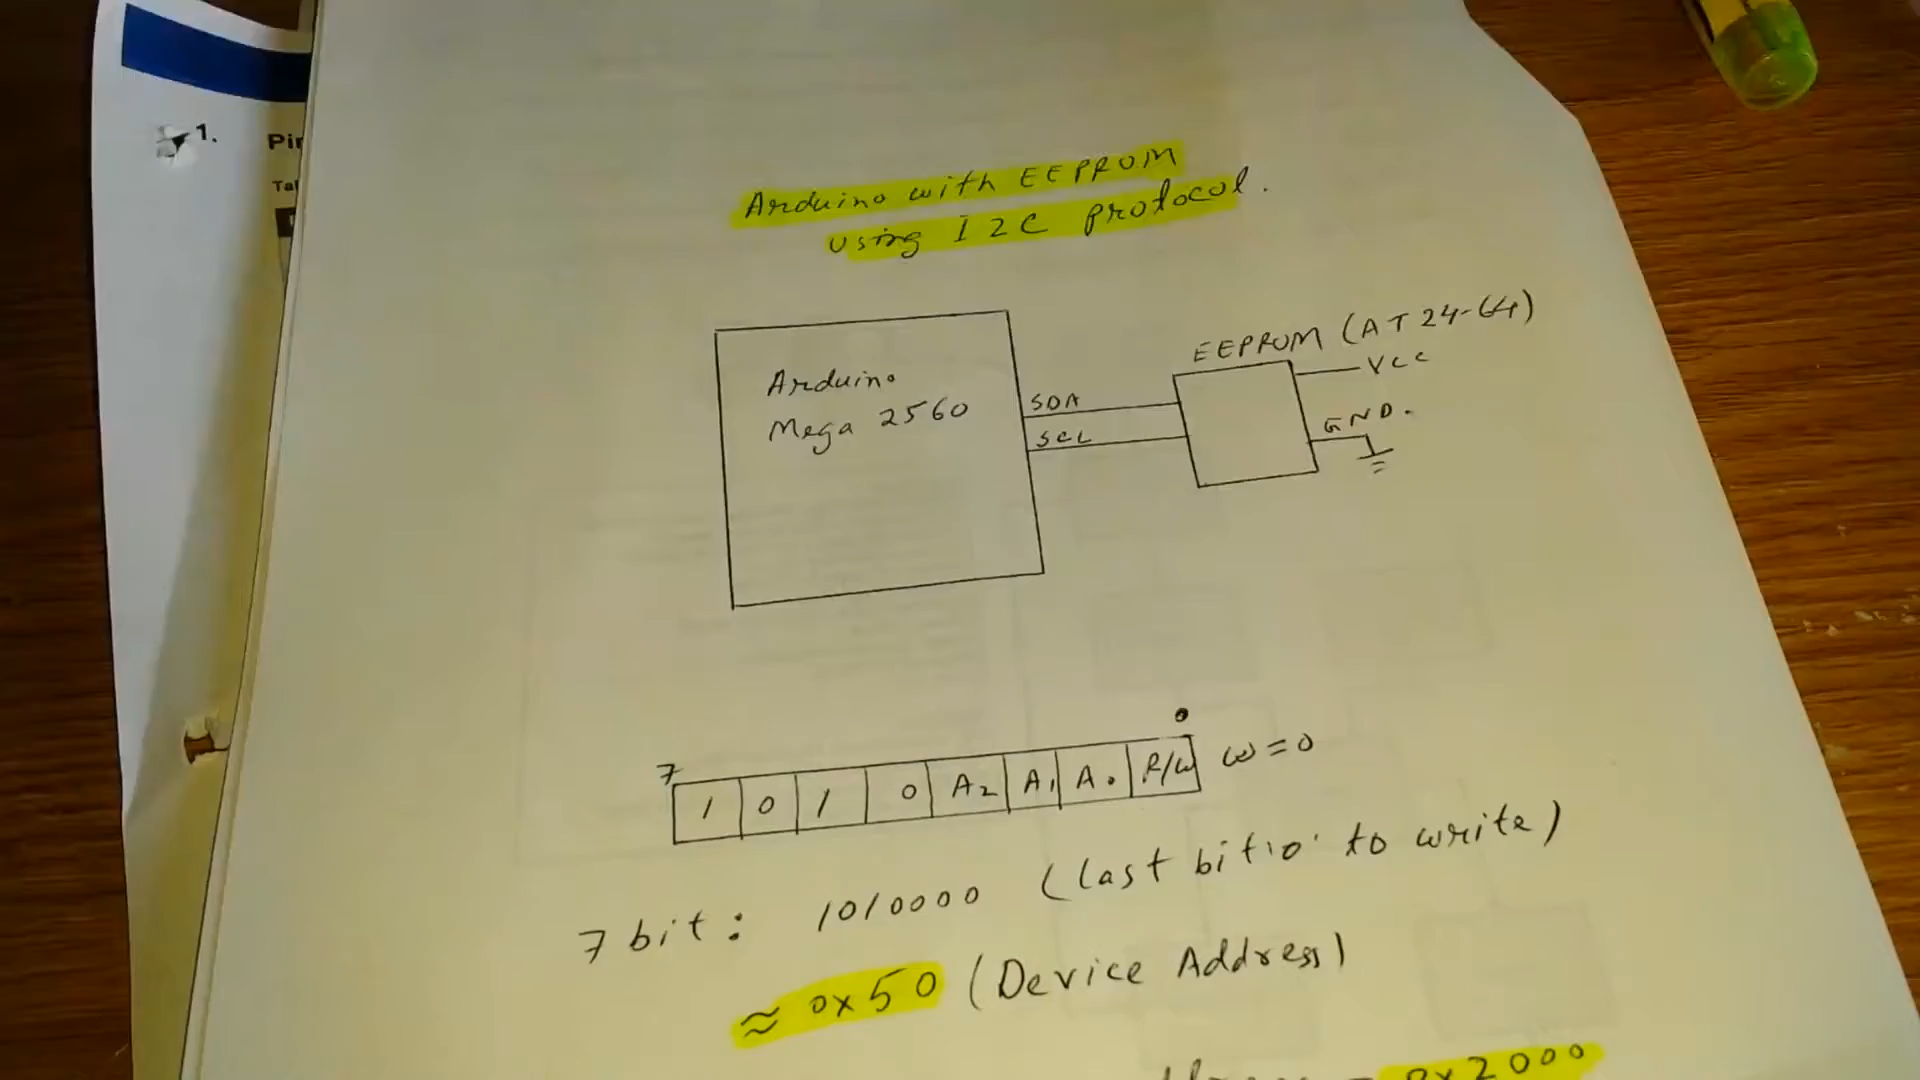 1.
Arduino with EEPROM
using I2C protocol.
EEPROM (AT24-64)
Vcc
Arduino
Mega 2560
SDA
SCL
GND.
7 0
1 0 1 0 A2 A1 A0 R/W W=0
7 bit: 1010000 (last bit '0' to write)
≈ 0x50 (Device Address)
= 0x2000